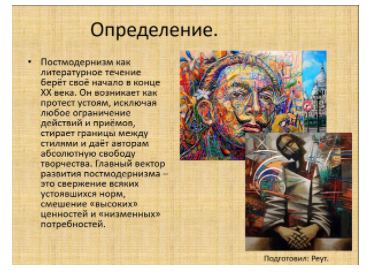 Определение.
• Постмодернизм как
литературное течение
берёт своё начало в конце
XX века. Он возникает как
протест устоям, исключая
любое ограничение
действий и приёмов,
стирает границы между
стилями и даёт авторам
абсолютную свободу
творчества. Главный вектор
развития постмодернизма –
это свержение всяких
устоявшихся норм,
смешение «высоких»
ценностей и «низменных»
потребностей.
Подготовил: Реут.